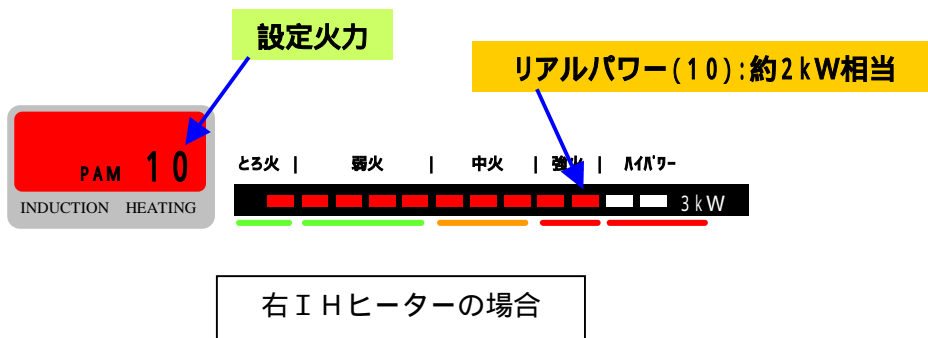 設定火力
リアルパワー(10):約2kW相当
PAM 10
INDUCTION HEATING
とろ火 | 弱火 | 中火 | 強火 | ハイパワー
3kW
右ＩＨヒーターの場合